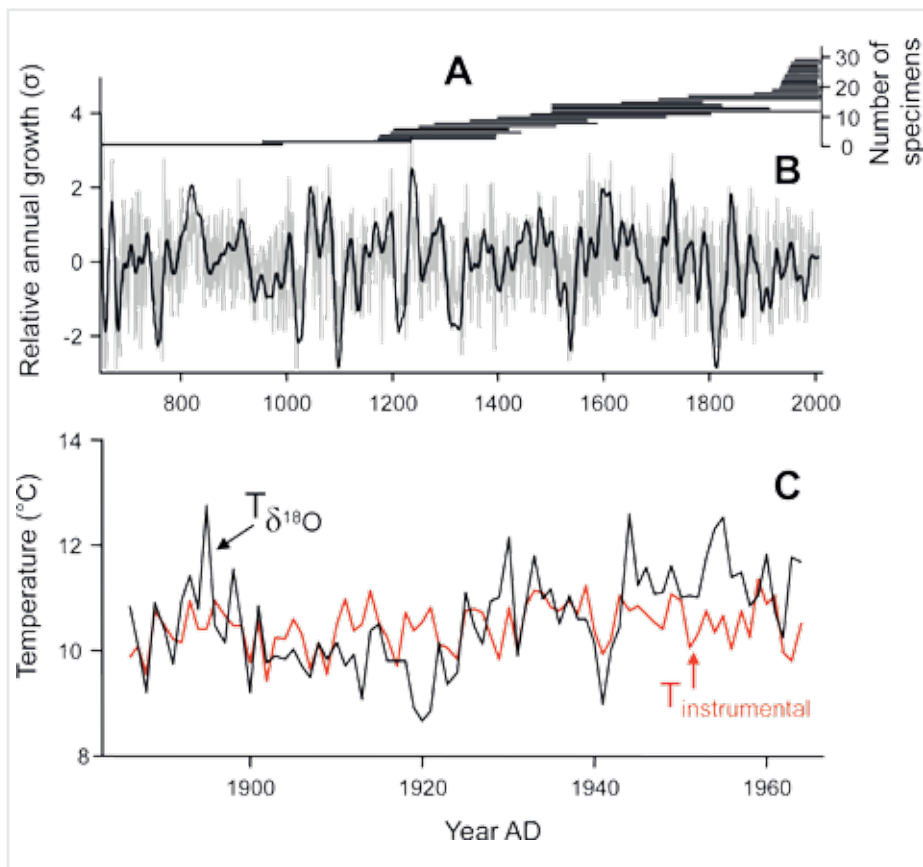 A
30
20
10
0
Number of
specimens
Relative annual growth (σ)
4
2
0
-2
B
800
1000
1200
1400
1600
1800
2000
14
12
10
8
Temperature (°C)
C
Tδ¹⁸O
Tinstrumental
1900
1920
1940
1960
Year AD